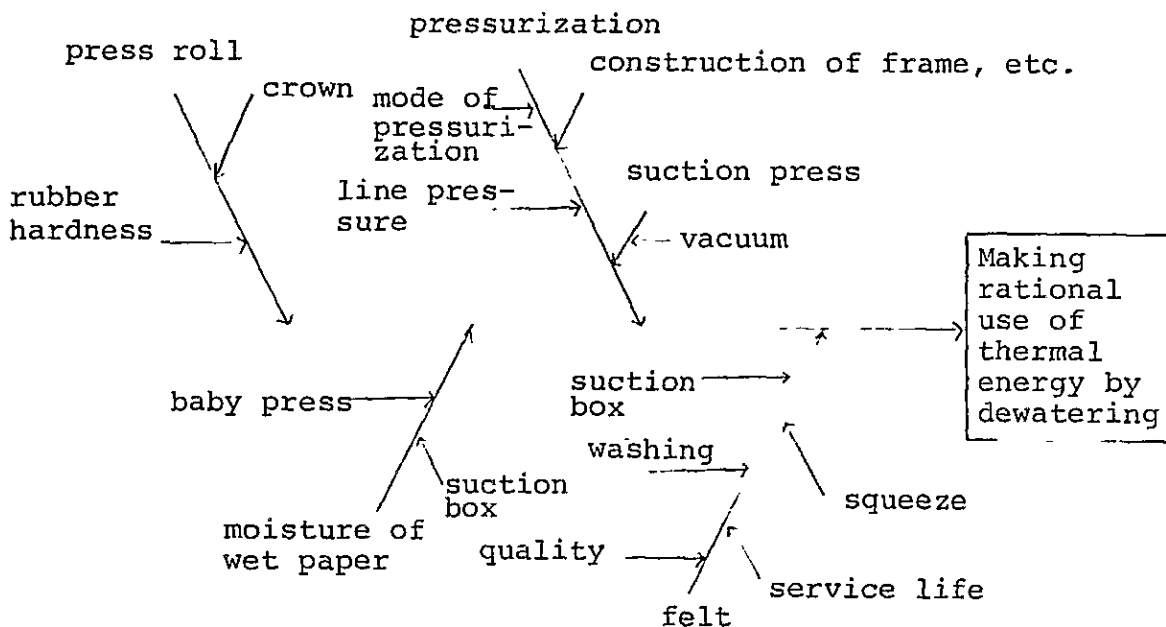 pressurization
press roll
construction of frame, etc.
crown
mode of
pressuri-
zation
suction press
rubber
hardness
line pres-
sure
vacuum
Making
rational
use of
thermal
energy by
dewatering
baby press
suction
box
washing
suction
box
squeeze
moisture of
wet paper
quality
service life
felt